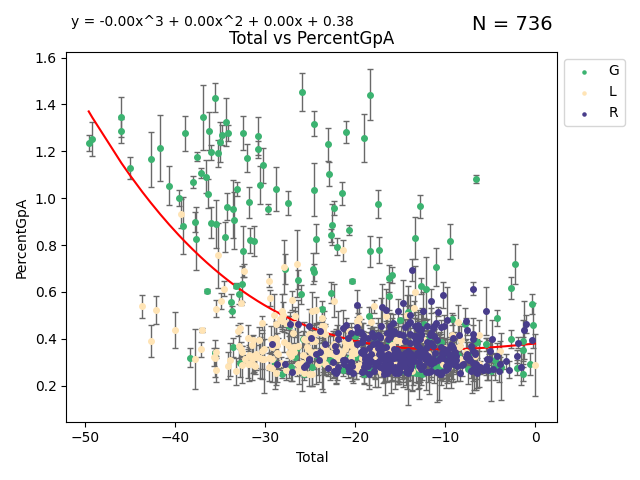 y = -0.00x^3 + 0.00x^2 + 0.00x + 0.38
N = 736
Total vs PercentGpA
1.6
1.4
1.2
1.0
0.8
0.6
0.4
0.2
PercentGpA
−50
−40
−30
−20
−10
0
Total
G
L
R